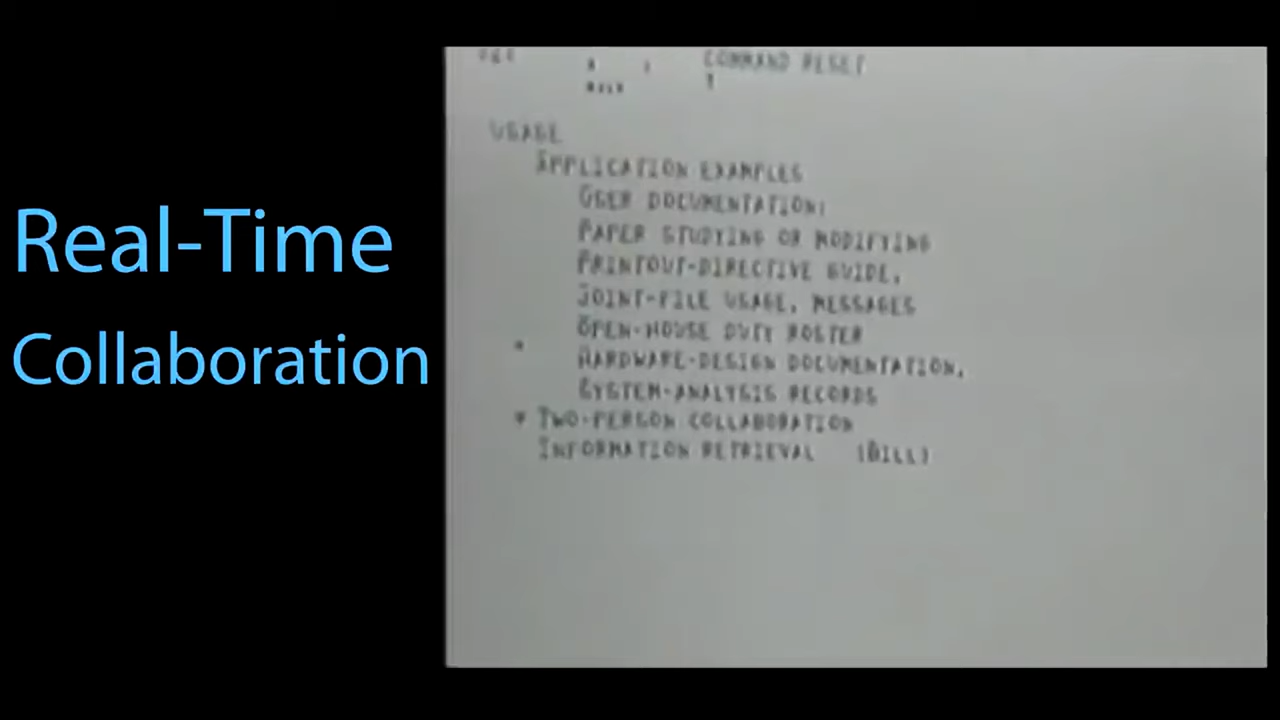 Real-Time
Collaboration
COMMAND RESET
USAGE
APPLICATION EXAMPLES
USER DOCUMENTATION:
PAPER STUDYING OR MODIFYING
PRINTOUT-DIRECTIVE GUIDE,
JOINT-FILE USAGE, MESSAGES
OPEN-HOUSE DUTY ROSTER
HARDWARE-DESIGN DOCUMENTATION,
SYSTEM-ANALYSIS RECORDS
TWO-PERSON COLLABORATION
INFORMATION RETRIEVAL (BILL)